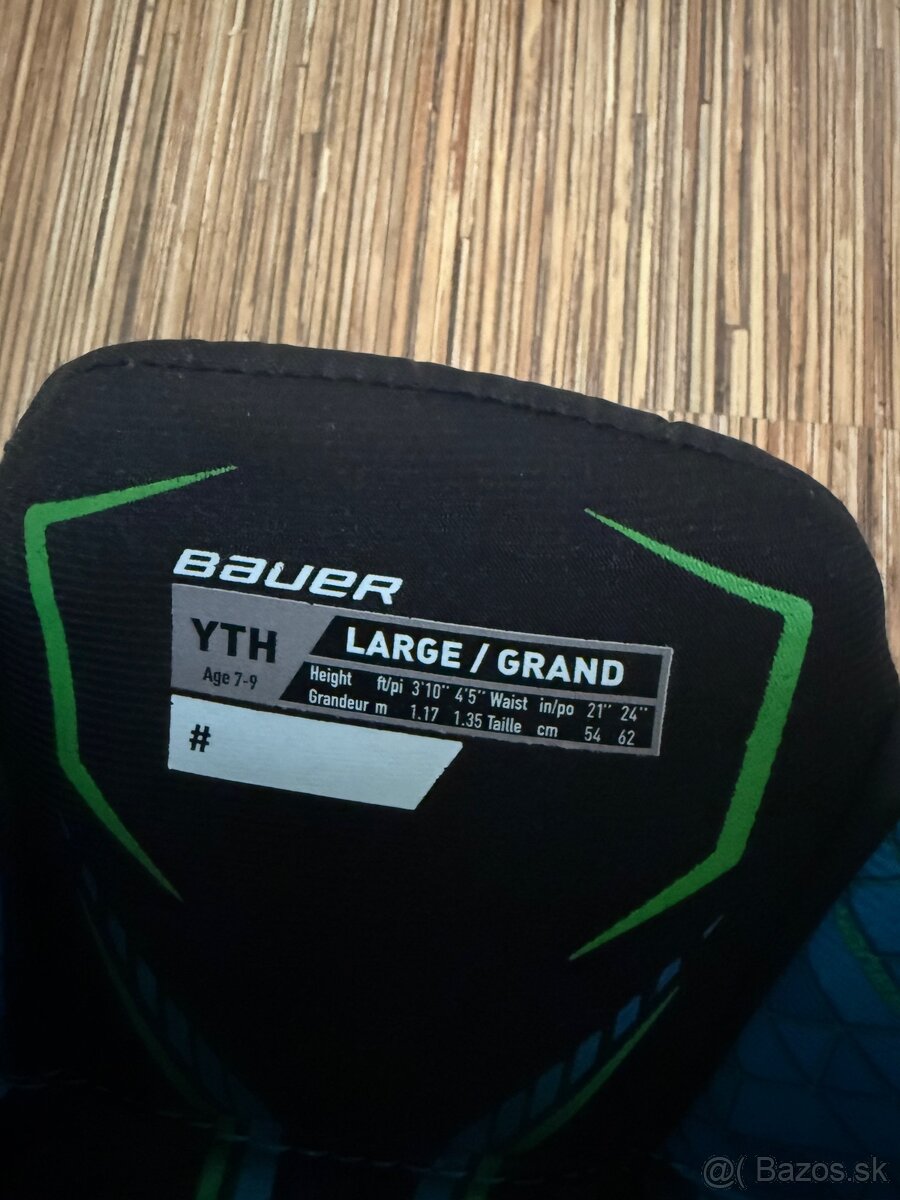 BAUER
YTH
Age 7-9
LARGE / GRAND
Height ft/pi 3'10'' 4'5'' Waist in/po 21'' 24''
Grandeur m 1.17 1.35 Taille cm 54 62
#
@( Bazos.sk